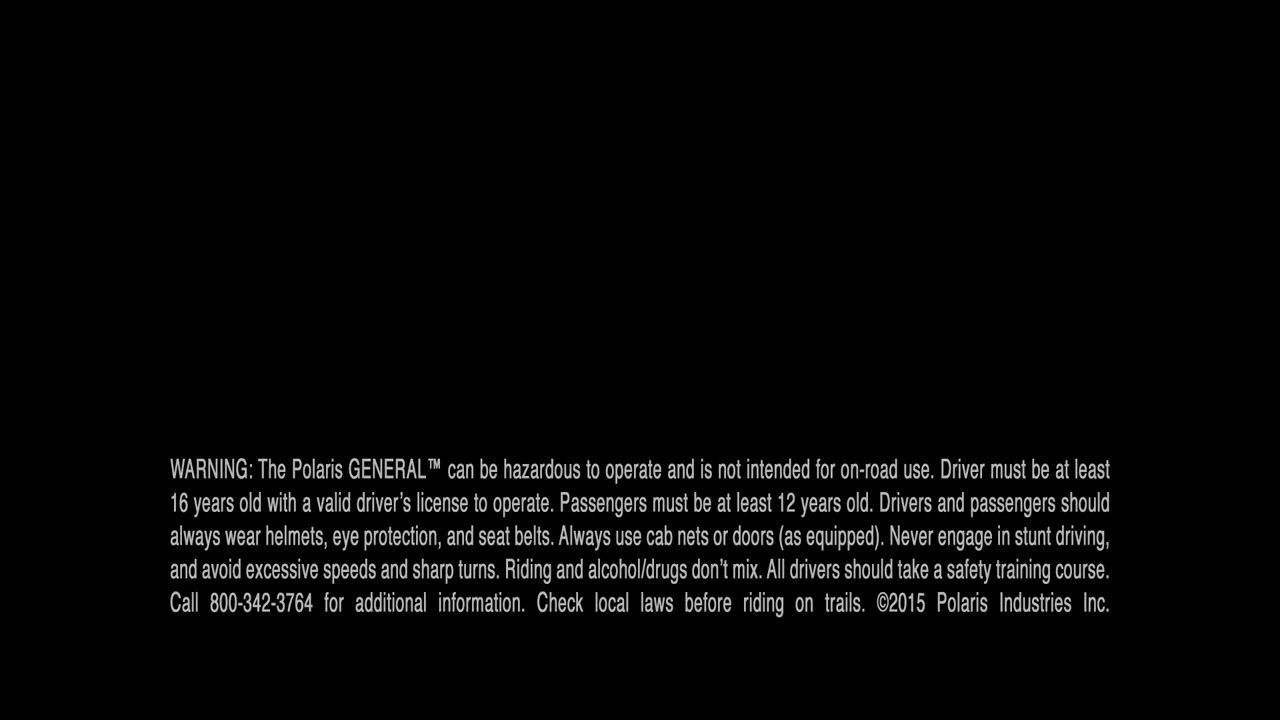 WARNING: The Polaris GENERAL™ can be hazardous to operate and is not intended for on-road use. Driver must be at least
16 years old with a valid driver’s license to operate. Passengers must be at least 12 years old. Drivers and passengers should
always wear helmets, eye protection, and seat belts. Always use cab nets or doors (as equipped). Never engage in stunt driving,
and avoid excessive speeds and sharp turns. Riding and alcohol/drugs don’t mix. All drivers should take a safety training course.
Call 800-342-3764 for additional information. Check local laws before riding on trails. ©2015 Polaris Industries Inc.